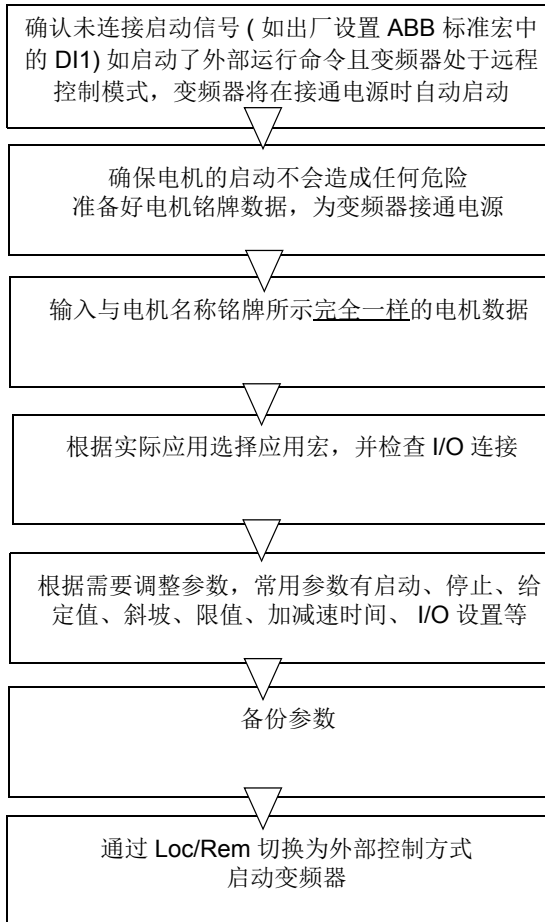 确认未连接启动信号 ( 如出厂设置 ABB 标准宏中
的 DI1) 如启动了外部运行命令且变频器处于远程
控制模式，变频器将在接通电源时自动启动
确保电机的启动不会造成任何危险
准备好电机铭牌数据，为变频器接通电源
输入与电机名称铭牌所示完全一样的电机数据
根据实际应用选择应用宏，并检查 I/O 连接
根据需要调整参数，常用参数有启动、停止、给
定值、斜坡、限值、加减速时间、 I/O 设置等
备份参数
通过 Loc/Rem 切换为外部控制方式
启动变频器